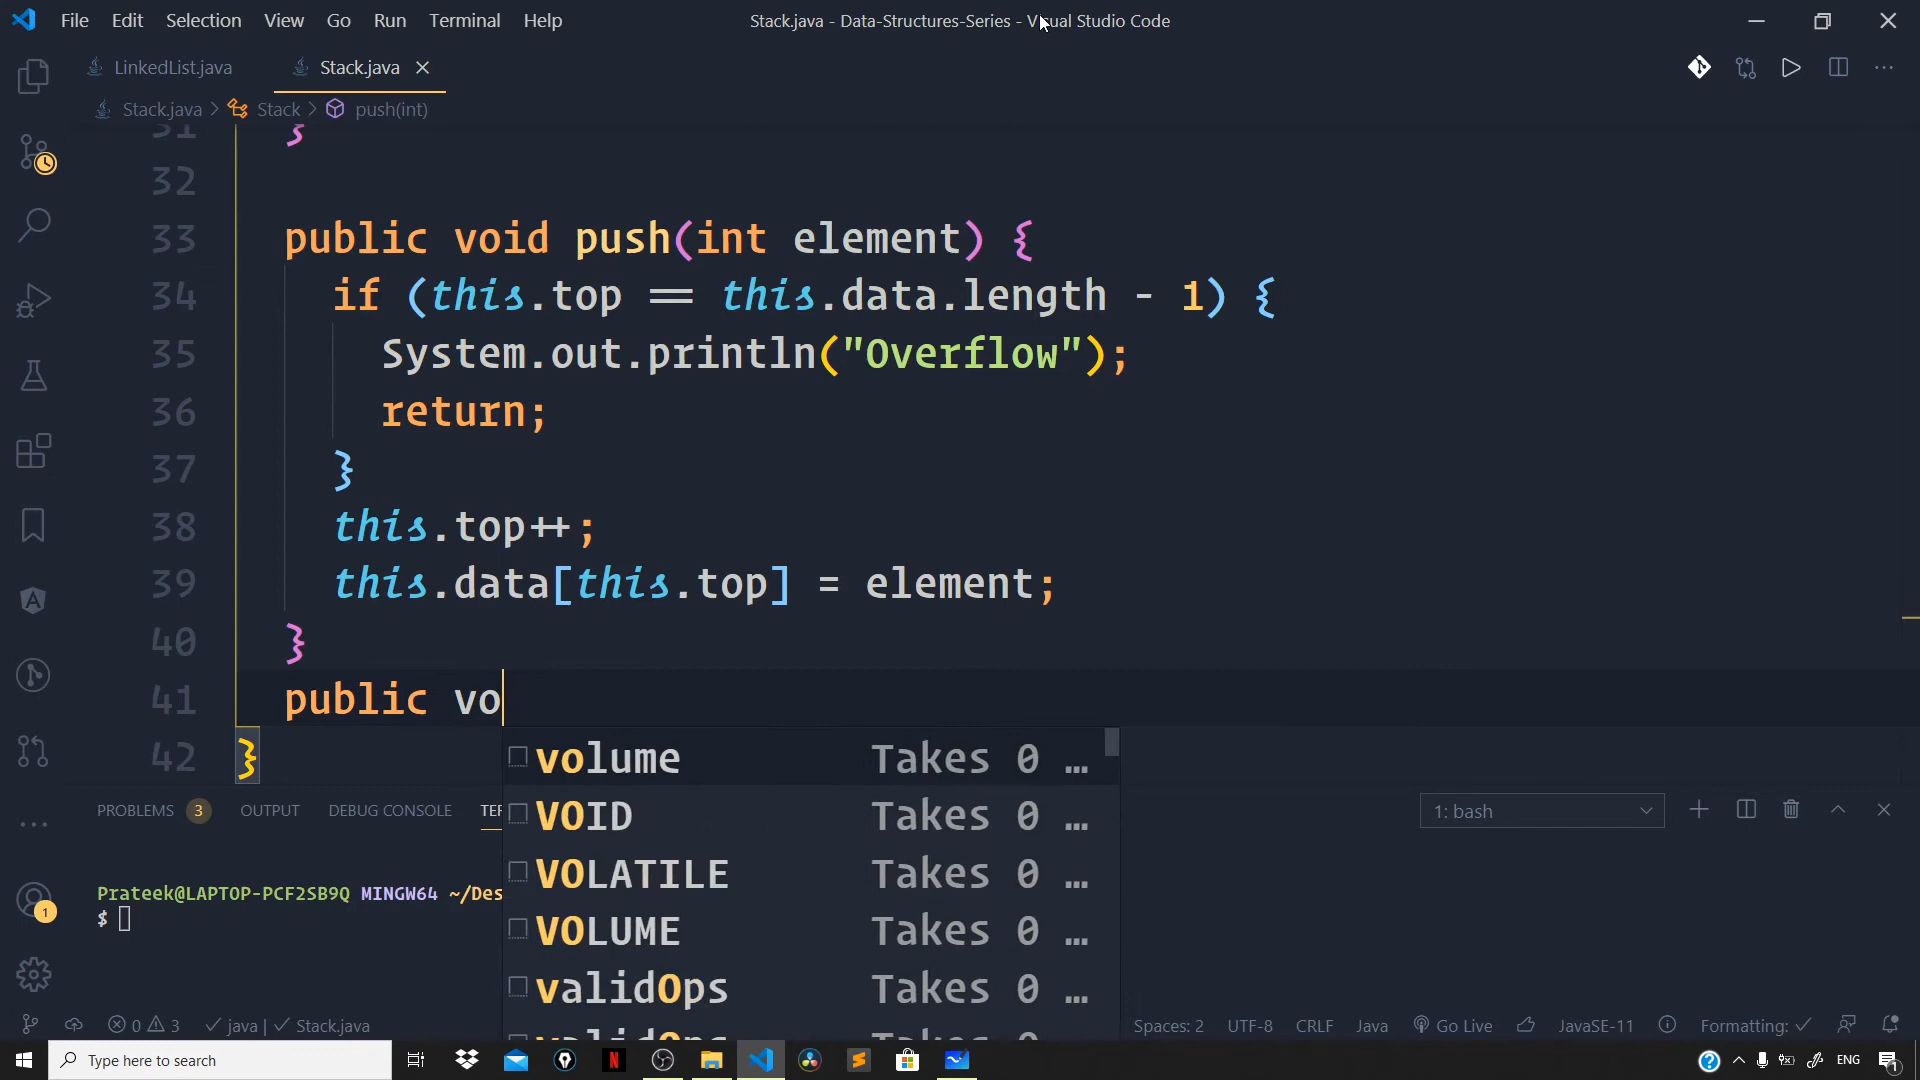 File Edit Selection View Go Run Terminal Help
Stack.java - Data-Structures-Series - Visual Studio Code
LinkedList.java Stack.java
Stack.java > Stack > push(int)
31 }
32
33 public void push(int element) {
34 if (this.top == this.data.length - 1) {
35 System.out.println("Overflow");
36 return;
37 }
38 this.top++;
39 this.data[this.top] = element;
40 }
41 public vo
42 }
volume Takes 0 …
VOID Takes 0 …
VOLATILE Takes 0 …
VOLUME Takes 0 …
validOps Takes 0 …
PROBLEMS 3 OUTPUT DEBUG CONSOLE TER
1: bash
Prateek@LAPTOP-PCF2SB9Q MINGW64 ~/Des
$
1
0 3 java | Stack.java
Spaces: 2 UTF-8 CRLF Java Go Live JavaSE-11 Formatting:
Type here to search
ENG 1